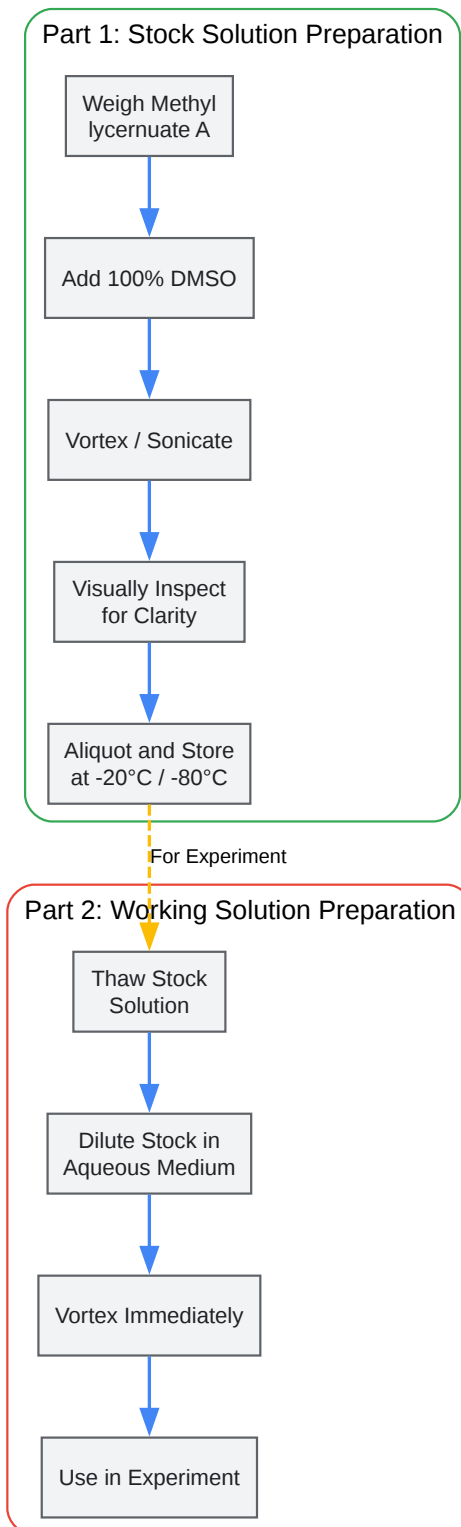 Part 1: Stock Solution Preparation
Weigh Methyl
lycernuate A
Add 100% DMSO
Vortex / Sonicate
Visually Inspect
for Clarity
Aliquot and Store
at -20°C / -80°C
For Experiment
Part 2: Working Solution Preparation
Thaw Stock
Solution
Dilute Stock in
Aqueous Medium
Vortex Immediately
Use in Experiment